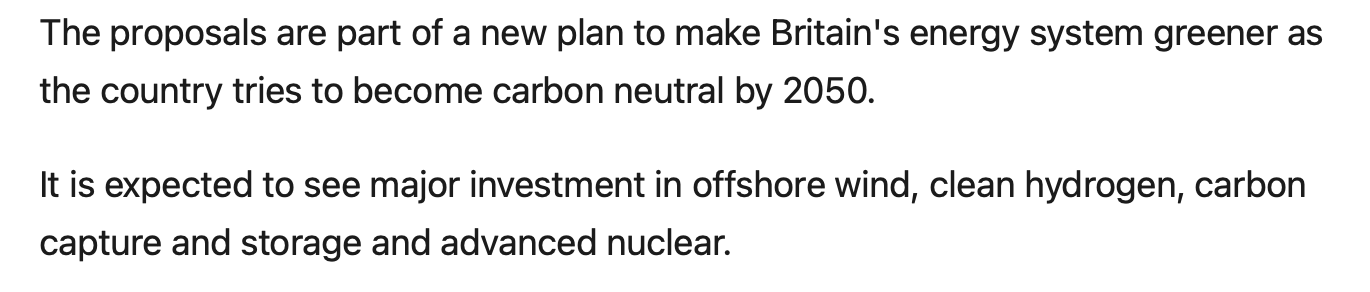 The proposals are part of a new plan to make Britain's energy system greener as
the country tries to become carbon neutral by 2050.
It is expected to see major investment in offshore wind, clean hydrogen, carbon
capture and storage and advanced nuclear.